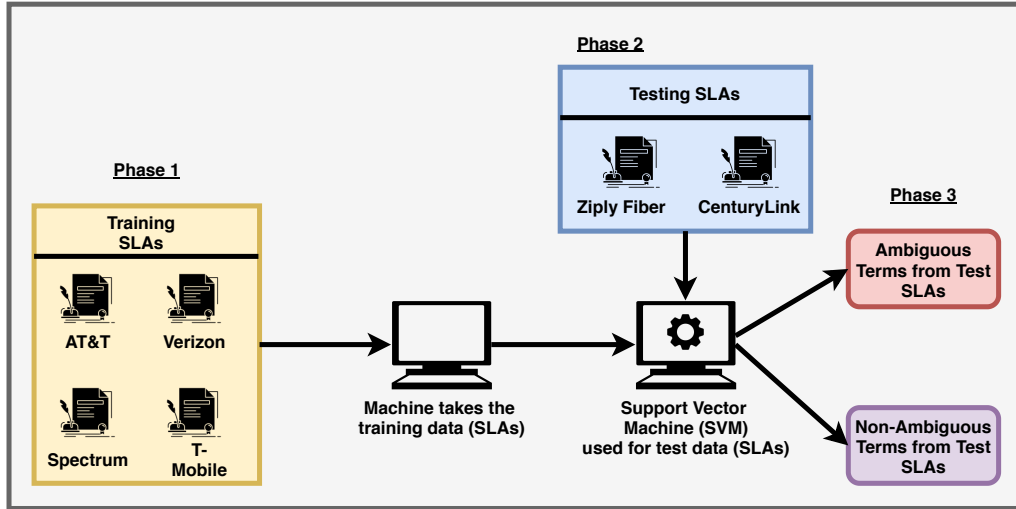 Phase 1
Training
SLAs
AT&T
Verizon
Spectrum
T-
Mobile
Machine takes the
training data (SLAs)
Phase 2
Testing SLAs
Ziply Fiber
CenturyLink
Support Vector
Machine (SVM)
used for test data (SLAs)
Phase 3
Ambiguous
Terms from Test
SLAs
Non-Ambiguous
Terms from Test
SLAs